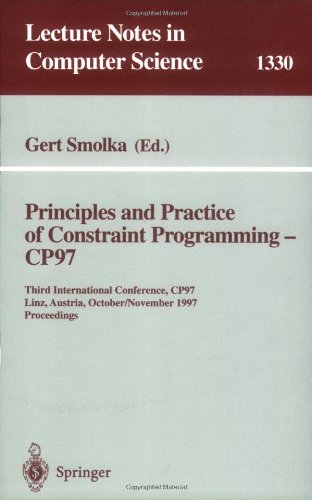 Lecture Notes in
Computer Science 1330
Gert Smolka (Ed.)
Principles and Practice
of Constraint Programming –
CP97
Third International Conference, CP97
Linz, Austria, October/November 1997
Proceedings
Springer